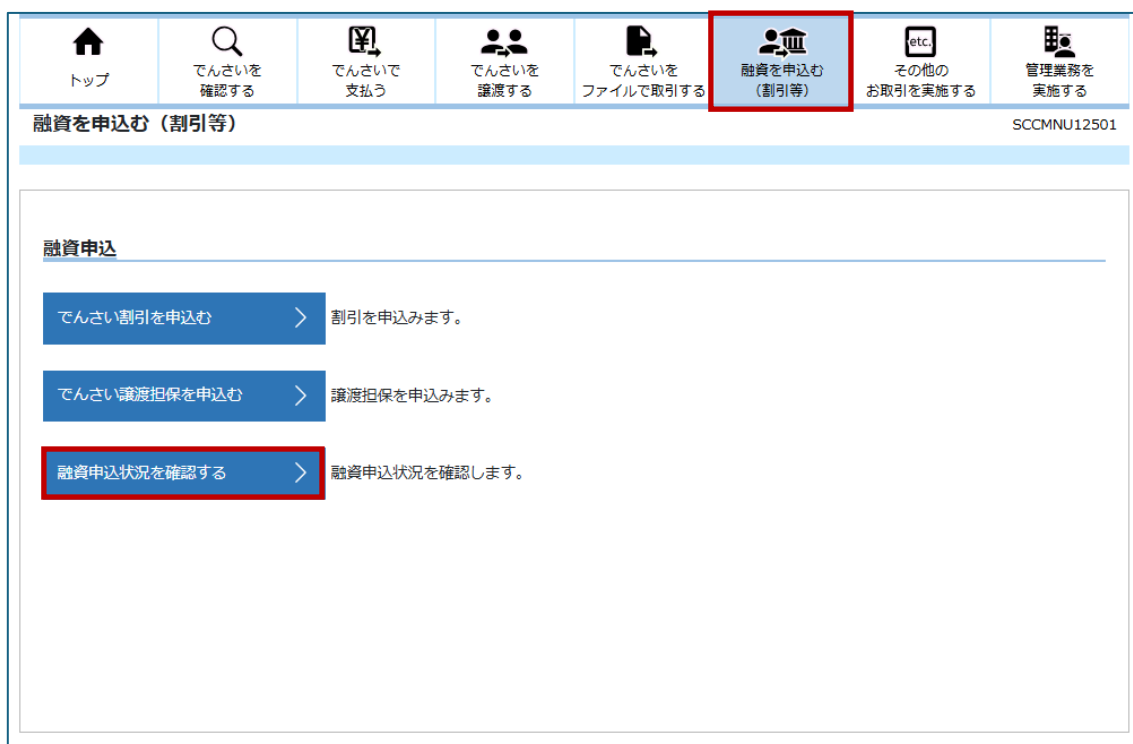 トップ
でんさいを
確認する
でんさいで
支払う
でんさいを
譲渡する
でんさいを
ファイルで取引する
融資を申込む
(割引等)
etc.
その他の
お取引を実施する
管理業務を
実施する
融資を申込む(割引等)
SCCMNU12501
融資申込
でんさい割引を申込む 割引を申込みます。
でんさい譲渡担保を申込む 譲渡担保を申込みます。
融資申込状況を確認する 融資申込状況を確認します。